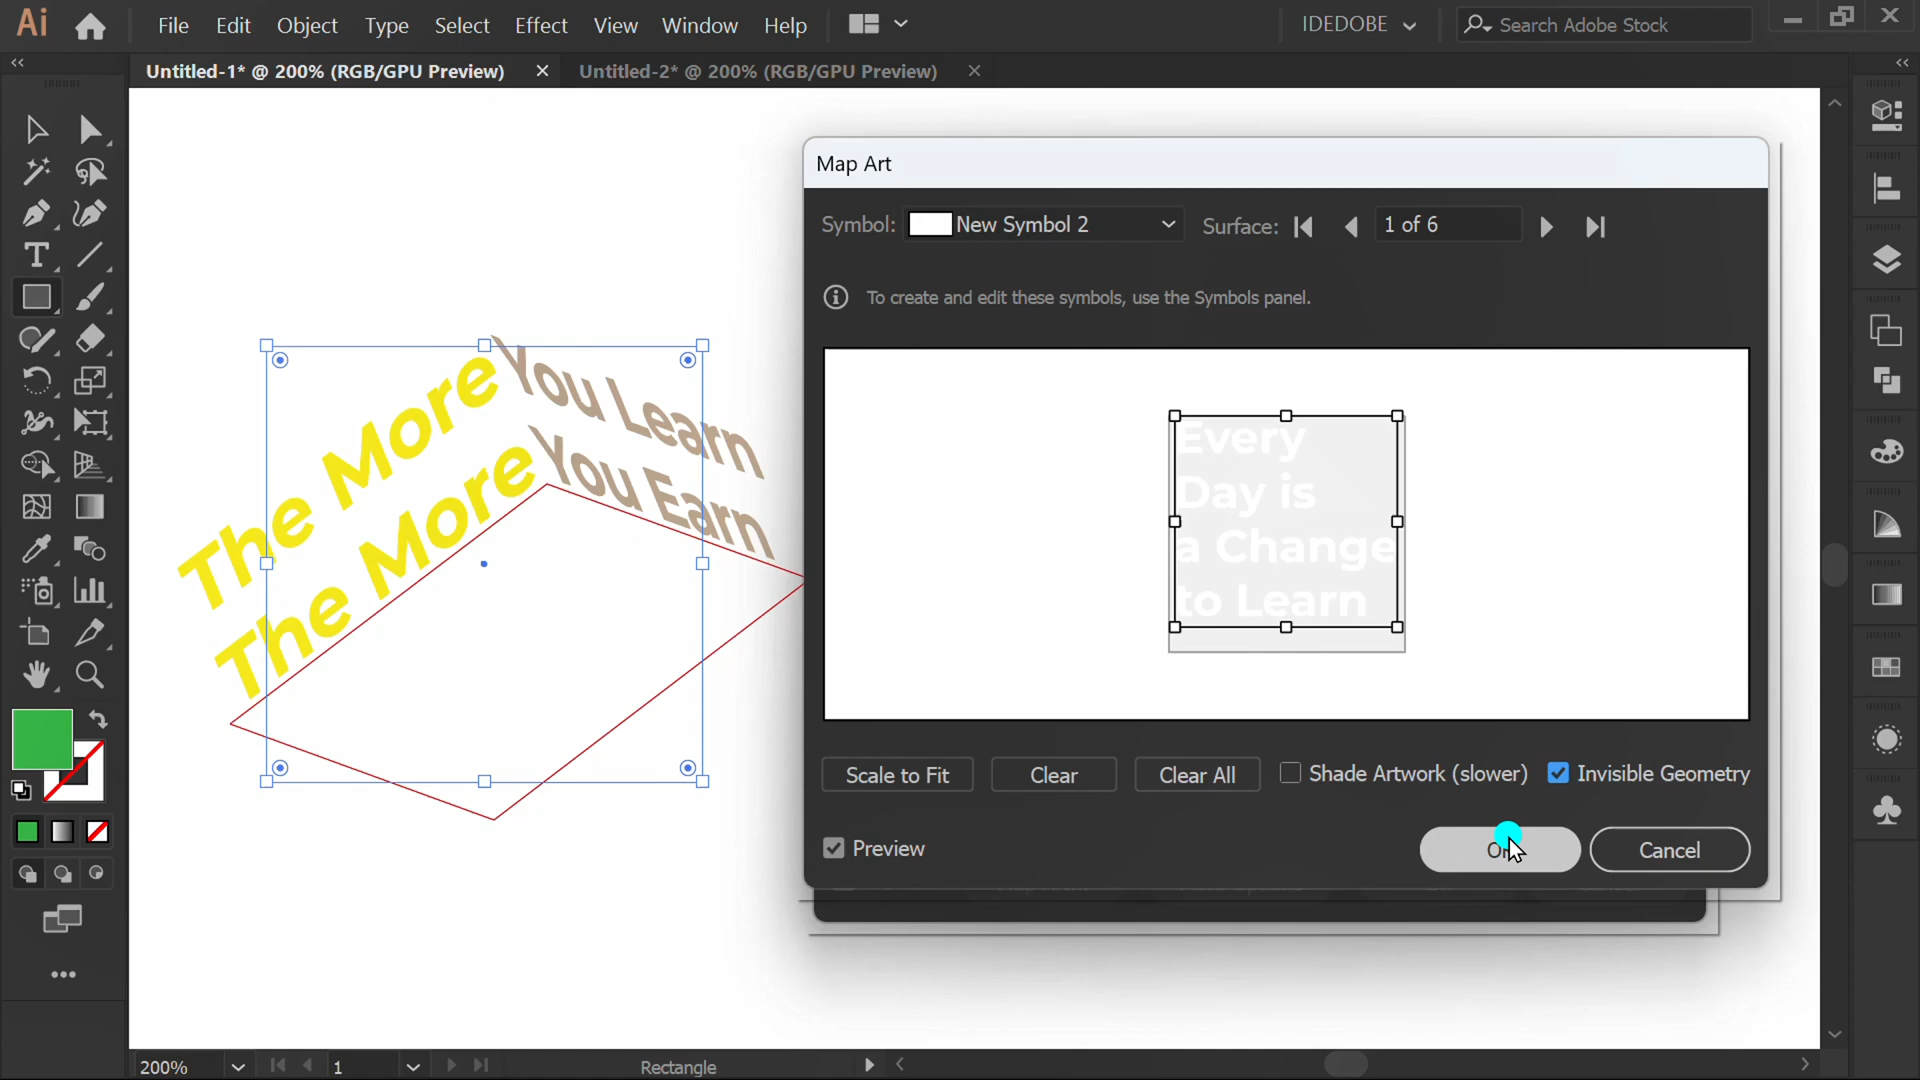 Ai
File Edit Object Type Select Effect View Window Help
IDEDOBE
Search Adobe Stock
Untitled-1* @ 200% (RGB/GPU Preview)
Untitled-2* @ 200% (RGB/GPU Preview)
Map Art
Symbol: New Symbol 2
Surface: 1 of 6
To create and edit these symbols, use the Symbols panel.
The More
You Learn
The More
You Earn
Every
Day is
a Change
to Learn
Scale to Fit
Clear
Clear All
Shade Artwork (slower)
Invisible Geometry
Preview
Cancel
200%
1
Rectangle